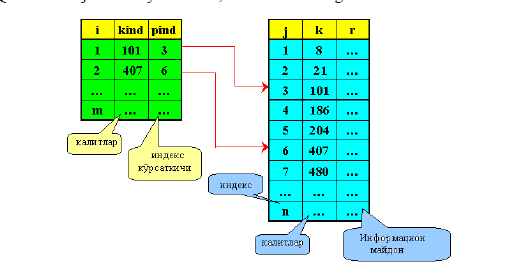 i kind pind
1 101 3
2 407 6
... ... ...
m ... ...
калитлар
индекс
кўрсаткичи
j k r
1 8 ...
2 21 ...
3 101 ...
4 186 ...
5 204 ...
6 407 ...
7 480 ...
... ... ...
n ... ...
индекс
калитлар
Информацион
майдон